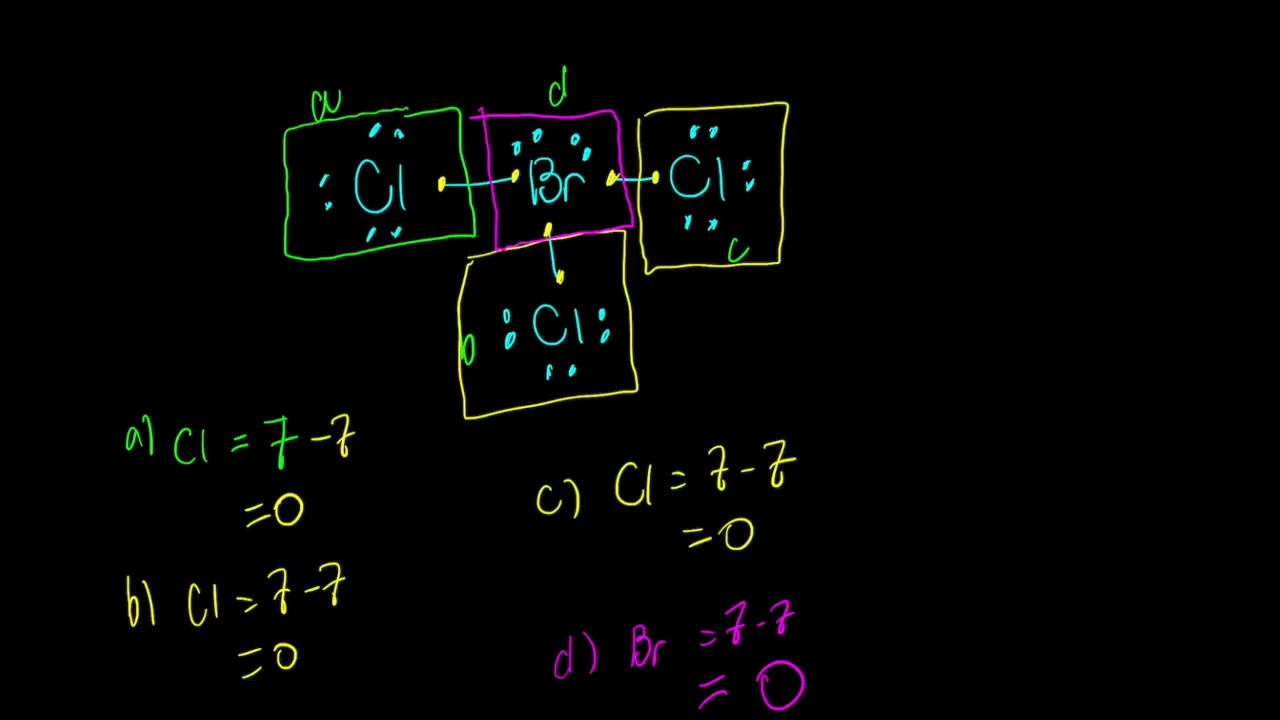 a
d
Cl Br Cl
c
Cl
b
a) Cl = 7 - 7
= 0
b) Cl = 7 - 7
= 0
c) Cl = 7 - 7
= 0
d) Br = 7 - 7
= 0